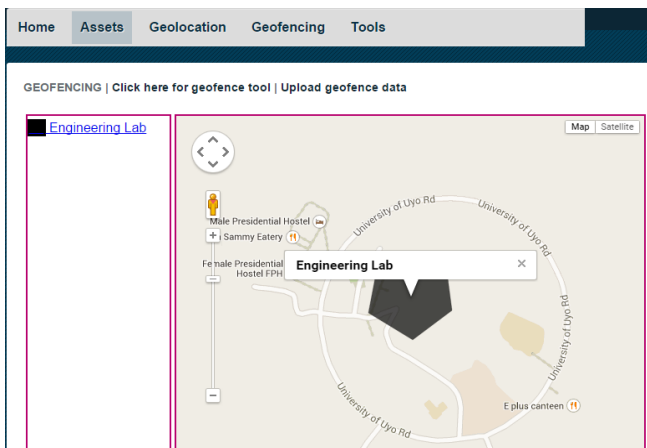 Home Assets Geolocation Geofencing Tools
GEOFENCING | Click here for geofence tool | Upload geofence data
Engineering Lab
Map Satellite
University of Uyo Rd
University of Uyo Rd
Male Presidential Hostel
Sammy Eatery
Female Presidential
Hostel FPH
Engineering Lab ×
University of Uyo Rd
E plus canteen
University of Uyo Rd